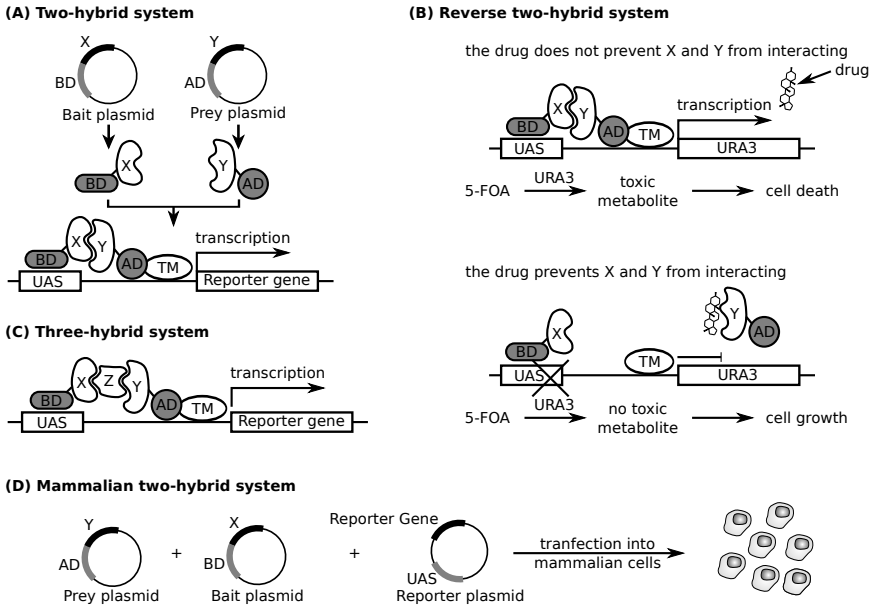 (A) Two-hybrid system
X
BD
Bait plasmid
Y
AD
Prey plasmid
X
BD
Y
AD
X
Y
BD
AD
TM
transcription
UAS
Reporter gene
(B) Reverse two-hybrid system
the drug does not prevent X and Y from interacting
drug
transcription
X
Y
BD
AD
TM
UAS
URA3
5-FOA
URA3
toxic
metabolite
cell death
the drug prevents X and Y from interacting
X
BD
Y
AD
TM
UAS
URA3
URA3
5-FOA
no toxic
metabolite
cell growth
(C) Three-hybrid system
X
Z
Y
BD
AD
TM
transcription
UAS
Reporter gene
(D) Mammalian two-hybrid system
Y
AD
Prey plasmid
+
X
BD
Bait plasmid
+
Reporter Gene
UAS
Reporter plasmid
tranfection into
mammalian cells